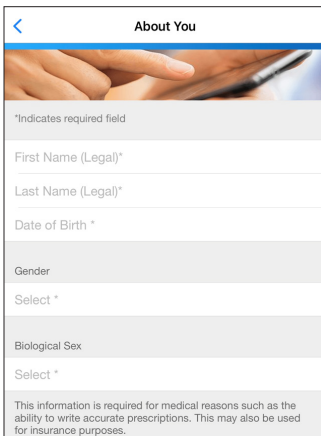 About You
*Indicates required field
First Name (Legal)*
Last Name (Legal)*
Date of Birth *
Gender
Select *
Biological Sex
Select *
This information is required for medical reasons such as the
ability to write accurate prescriptions. This may also be used
for insurance purposes.